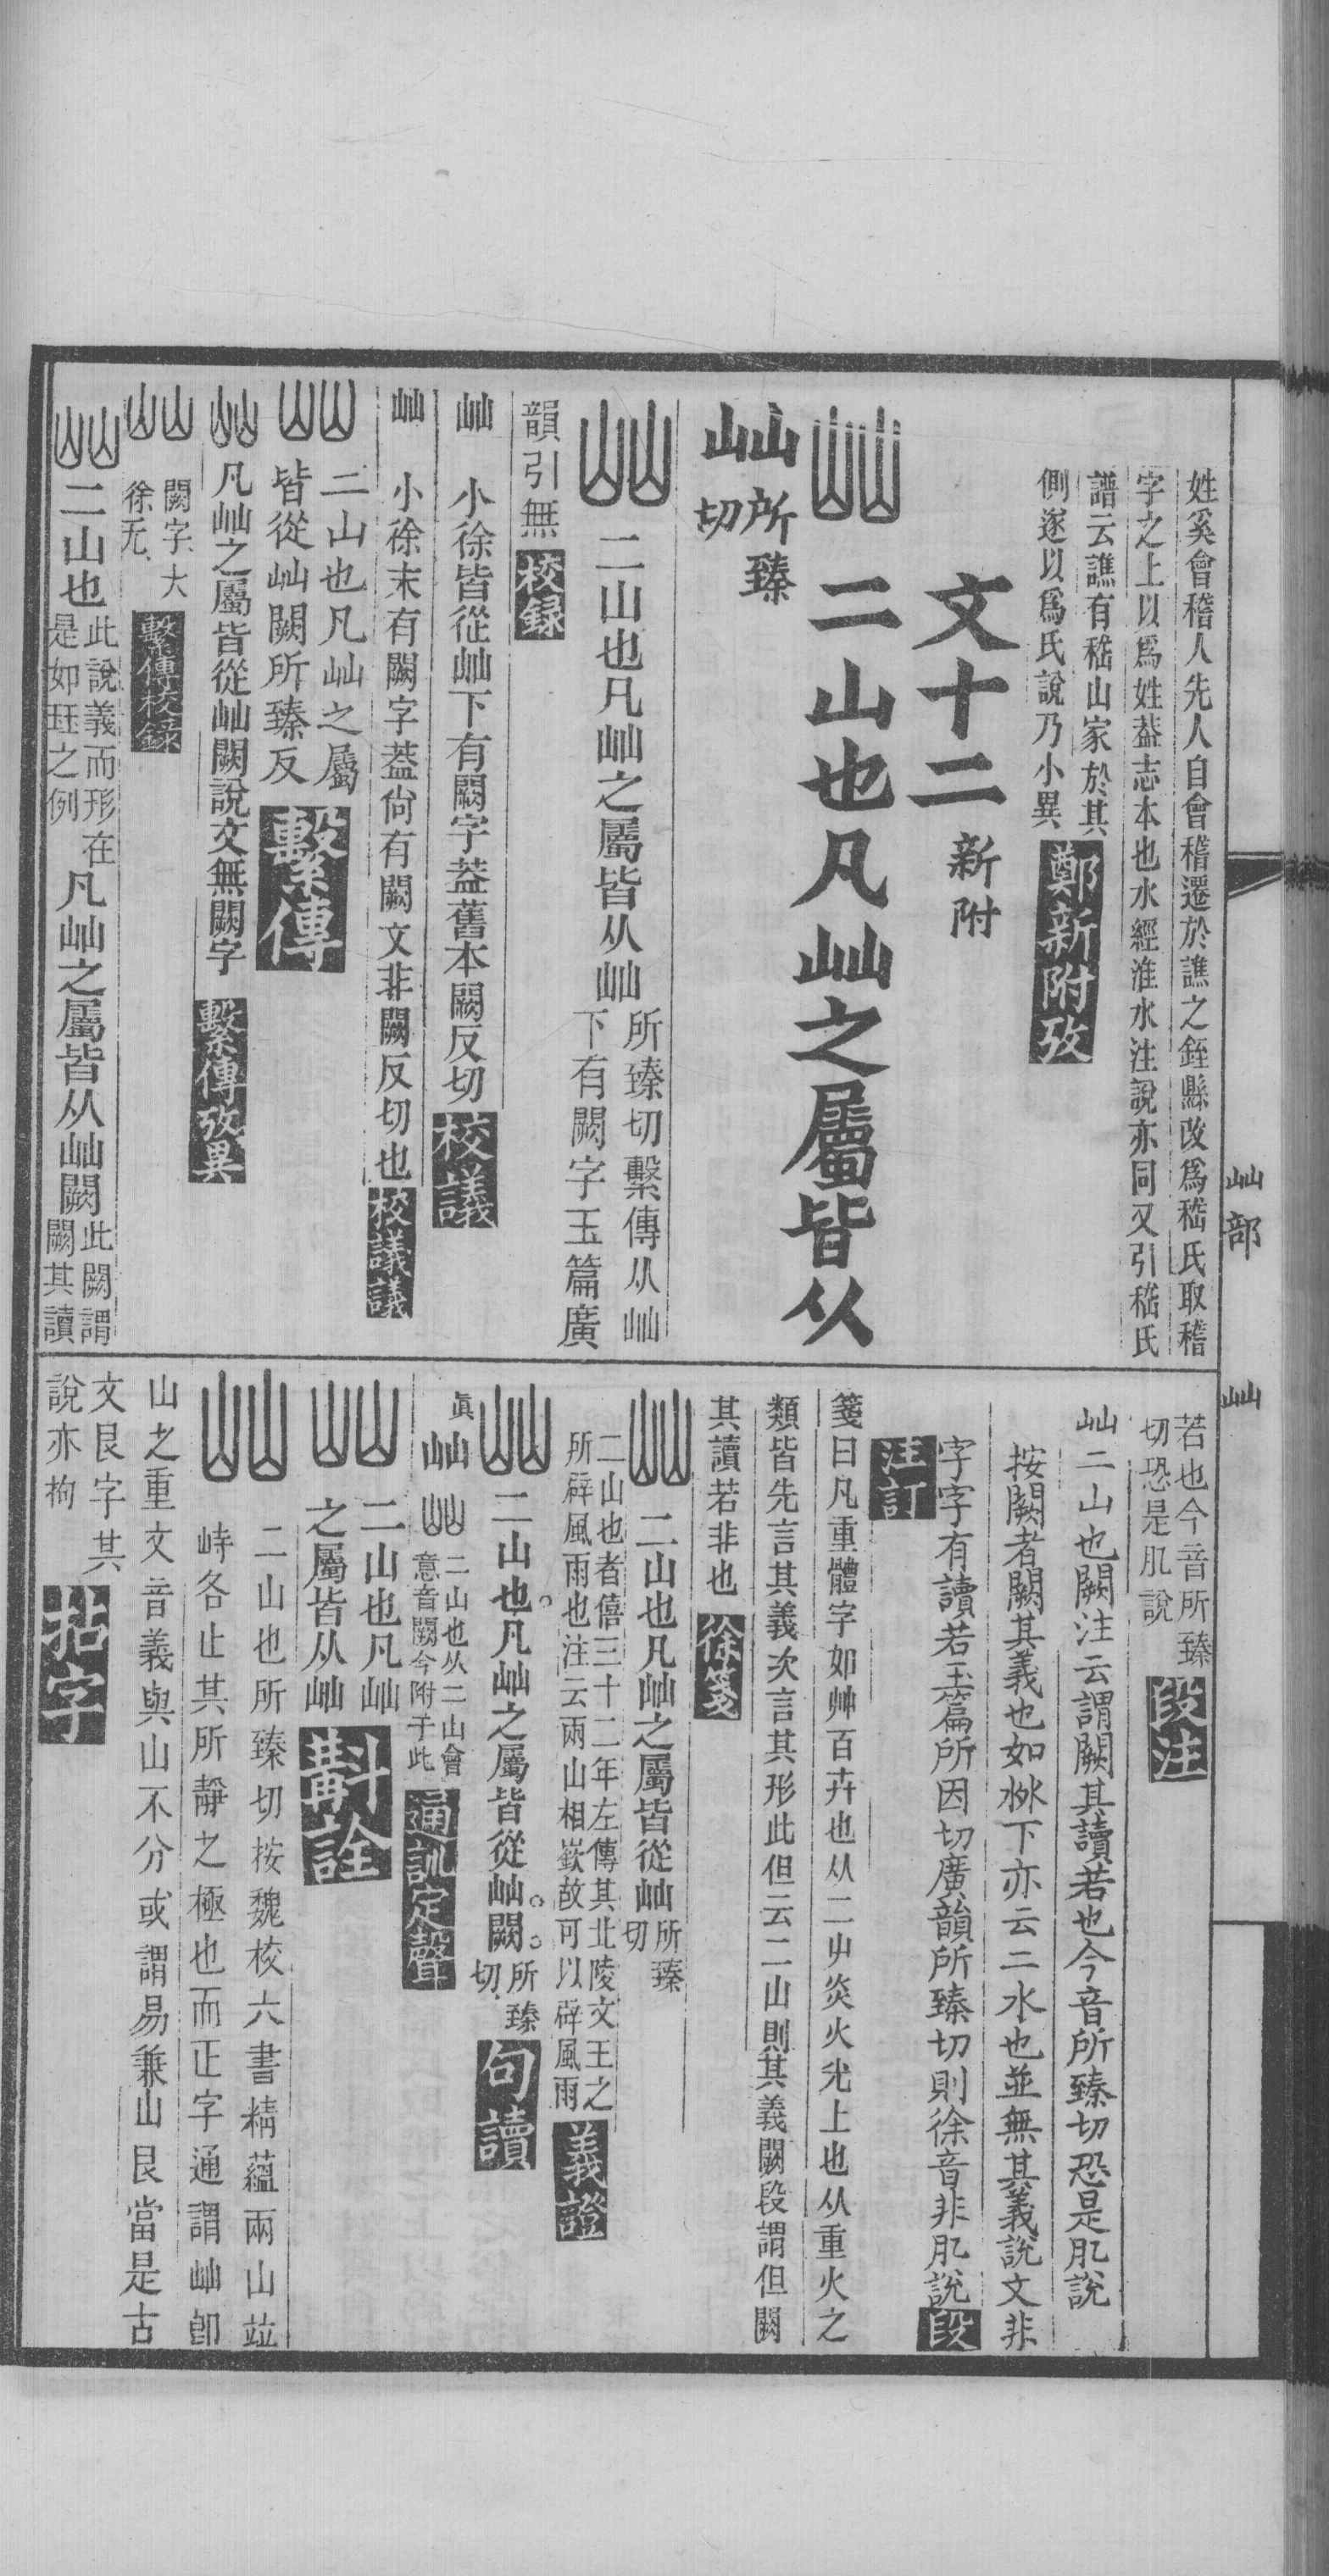 姓奚會稽人先人自會稽遷於譙之銍縣改爲嵇氏取稽
字之上以爲姓葢志本也水經淮水注說亦同又引嵇氏
譜云譙有嵇山家於其
側遂以爲氏說乃小異 鄭新附攷
文十二 新附
二山也凡屾之屬皆从
屾 所臻
切
二山也凡屾之屬皆从屾 所臻切繫傳从屾
下有闕字玉篇廣
韻引無 校録
屾 小徐皆從屾下有闕字葢舊本闕反切 校議
屾 小徐末有闕字葢尙有闕文非闕反切也 校議議
二山也凡屾之屬
皆從屾闕所臻反 繫傳
凡屾之屬皆從屾闕說文無闕字 繫傳攷異
闕字大
徐无 繫傳校録
二山也 此說義而形在
是如玨之例 凡屾之屬皆从屾闕 此闕謂
闕其讀
若也今音所臻
切恐是肊說 段注
屾二山也闕注云謂闕其讀若也今音所臻切恐是肊說
按闕者闕其義也如沝下亦云二水也並無其義說文非
字字有讀若玉篇所因切廣韻所臻切則徐音非肊說 段
注訂
箋曰凡重體字如艸百卉也从二屮炎火光上也从重火之
類皆先言其義次言其形此但云二山則其義闕段謂但闕
其讀若非也 徐箋
二山也凡屾之屬皆從屾 所臻
切
二山也者僖三十二年左傳其北陵文王之
所辟風雨也注云兩山相嶔故可以辟風雨 義證
二山也。凡屾之屬皆從屾。闕。 所臻
切 句讀
眞
屾 二山也从二山會
意音闕今附于此 通訓定聲
二山也凡屾
之屬皆从屾 斠詮
二山也所臻切按魏校六書精蘊兩山竝
峙各止其所靜之極也而正字通謂屾卽
山之重文音義與山不分或謂易兼山艮當是古
文艮字其
說亦拘 拈字
屾部
屾